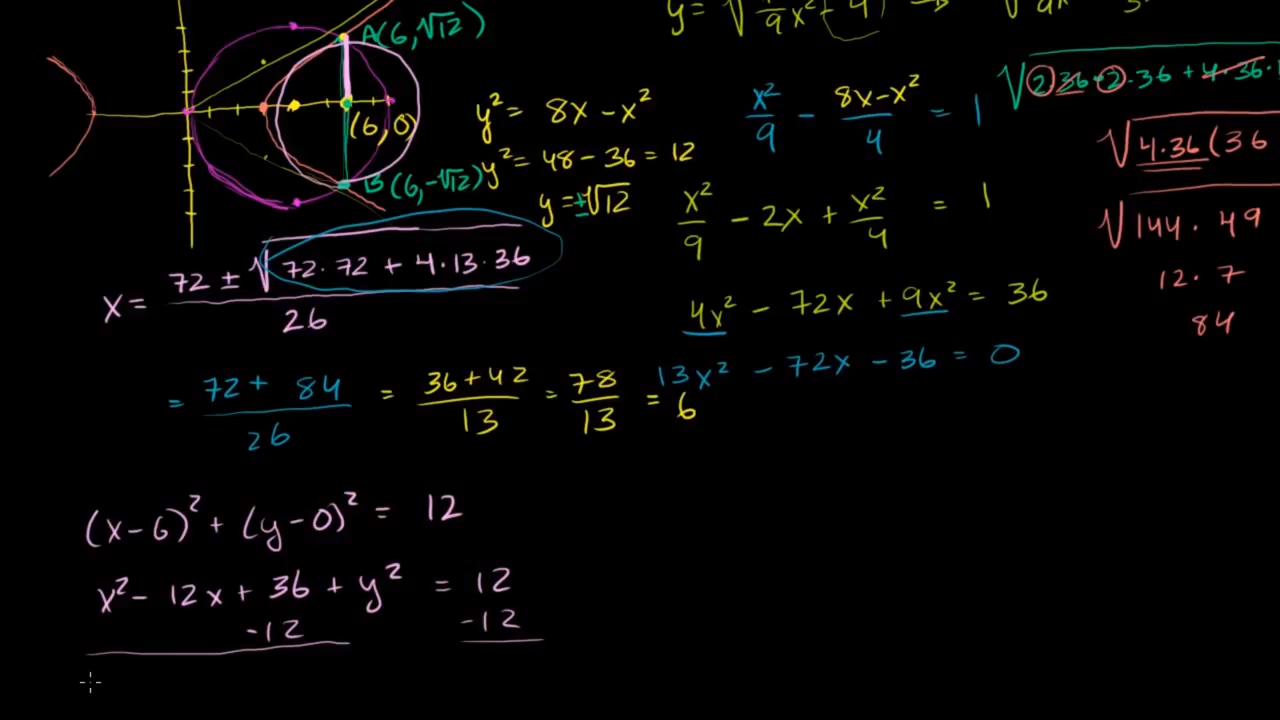 A(6, √12)
(6, 0)
B(6, -√12)
y² = 8x - x²
y² = 48 - 36 = 12
y = ±√12
x²/9 - (8x - x²)/4 = 1
x²/9 - 2x + x²/4 = 1
4x² - 72x + 9x² = 36
13x² - 72x - 36 = 0
√4·36(36
√144·49
12·7
84
x = (72 ± √72·72 + 4·13·36)/26
= (72 + 84)/26 = (36 + 42)/13 = 78/13 = 6
(x - 6)² + (y - 0)² = 12
x² - 12x + 36 + y² = 12
-12 -12